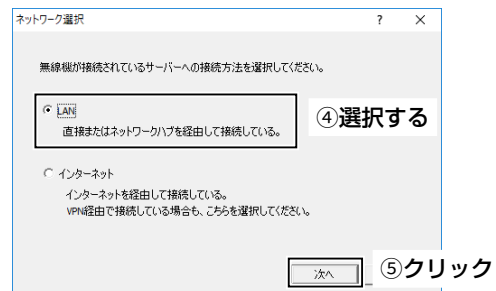 ネットワーク選択 ? ×
無線機が接続されているサーバーへの接続方法を選択してください。
LAN
直接またはネットワークハブを経由して接続している。
④選択する
インターネット
インターネットを経由して接続している。
VPN経由で接続している場合も、こちらを選択してください。
次へ
⑤クリック